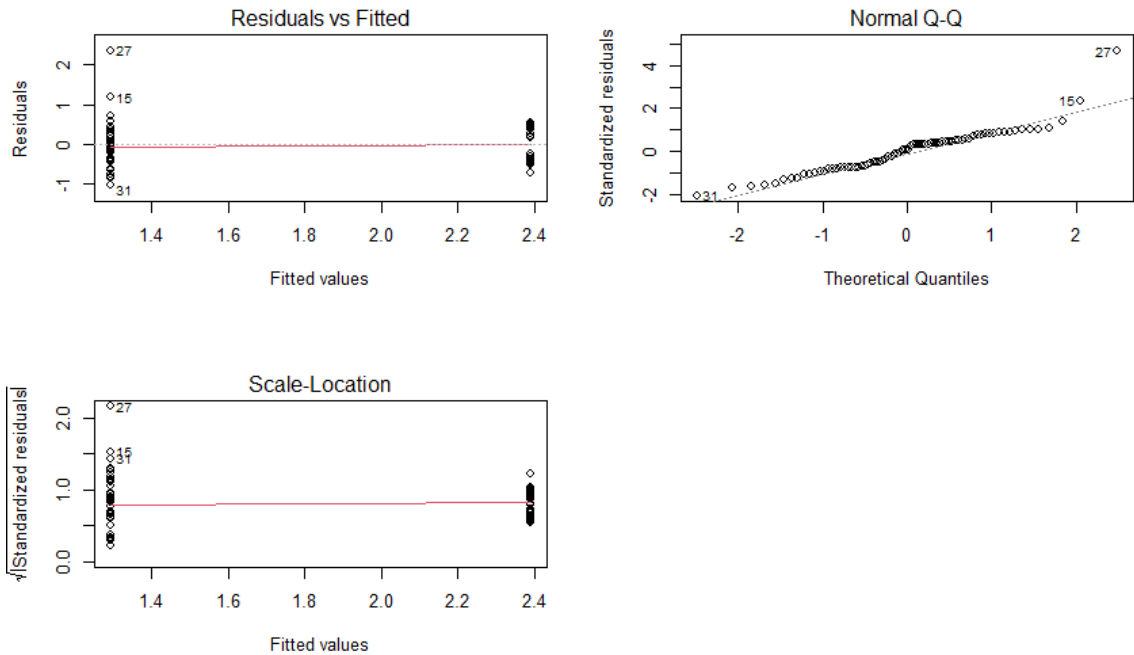 Residuals vs Fitted
Residuals
2
1
0
-1
27
15
31
1.4 1.6 1.8 2.0 2.2 2.4
Fitted values
Normal Q-Q
Standardized residuals
4
2
0
-2
27
15
31
-2 -1 0 1 2
Theoretical Quantiles
Scale-Location
√|Standardized residuals|
2.0
1.0
0.0
27
15
31
1.4 1.6 1.8 2.0 2.2 2.4
Fitted values